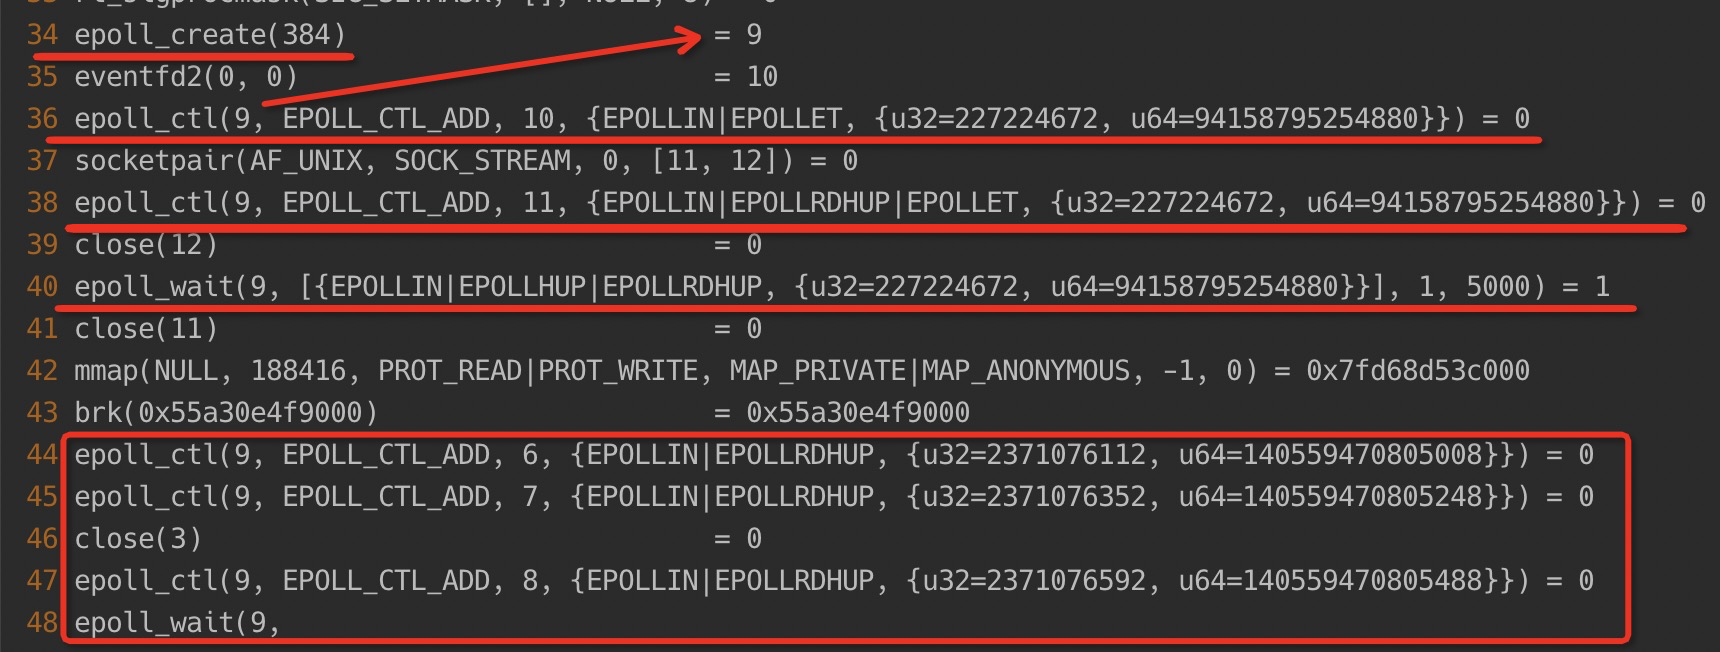 34 epoll_create(384) = 9
35 eventfd2(0, 0) = 10
36 epoll_ctl(9, EPOLL_CTL_ADD, 10, {EPOLLIN|EPOLLET, {u32=227224672, u64=94158795254880}}) = 0
37 socketpair(AF_UNIX, SOCK_STREAM, 0, [11, 12]) = 0
38 epoll_ctl(9, EPOLL_CTL_ADD, 11, {EPOLLIN|EPOLLRDHUP|EPOLLET, {u32=227224672, u64=94158795254880}}) = 0
39 close(12) = 0
40 epoll_wait(9, [{EPOLLIN|EPOLLHUP|EPOLLRDHUP, {u32=227224672, u64=94158795254880}}], 1, 5000) = 1
41 close(11) = 0
42 mmap(NULL, 188416, PROT_READ|PROT_WRITE, MAP_PRIVATE|MAP_ANONYMOUS, -1, 0) = 0x7fd68d53c000
43 brk(0x55a30e4f9000) = 0x55a30e4f9000
44 epoll_ctl(9, EPOLL_CTL_ADD, 6, {EPOLLIN|EPOLLRDHUP, {u32=2371076112, u64=140559470805008}}) = 0
45 epoll_ctl(9, EPOLL_CTL_ADD, 7, {EPOLLIN|EPOLLRDHUP, {u32=2371076352, u64=140559470805248}}) = 0
46 close(3) = 0
47 epoll_ctl(9, EPOLL_CTL_ADD, 8, {EPOLLIN|EPOLLRDHUP, {u32=2371076592, u64=140559470805488}}) = 0
48 epoll_wait(9,